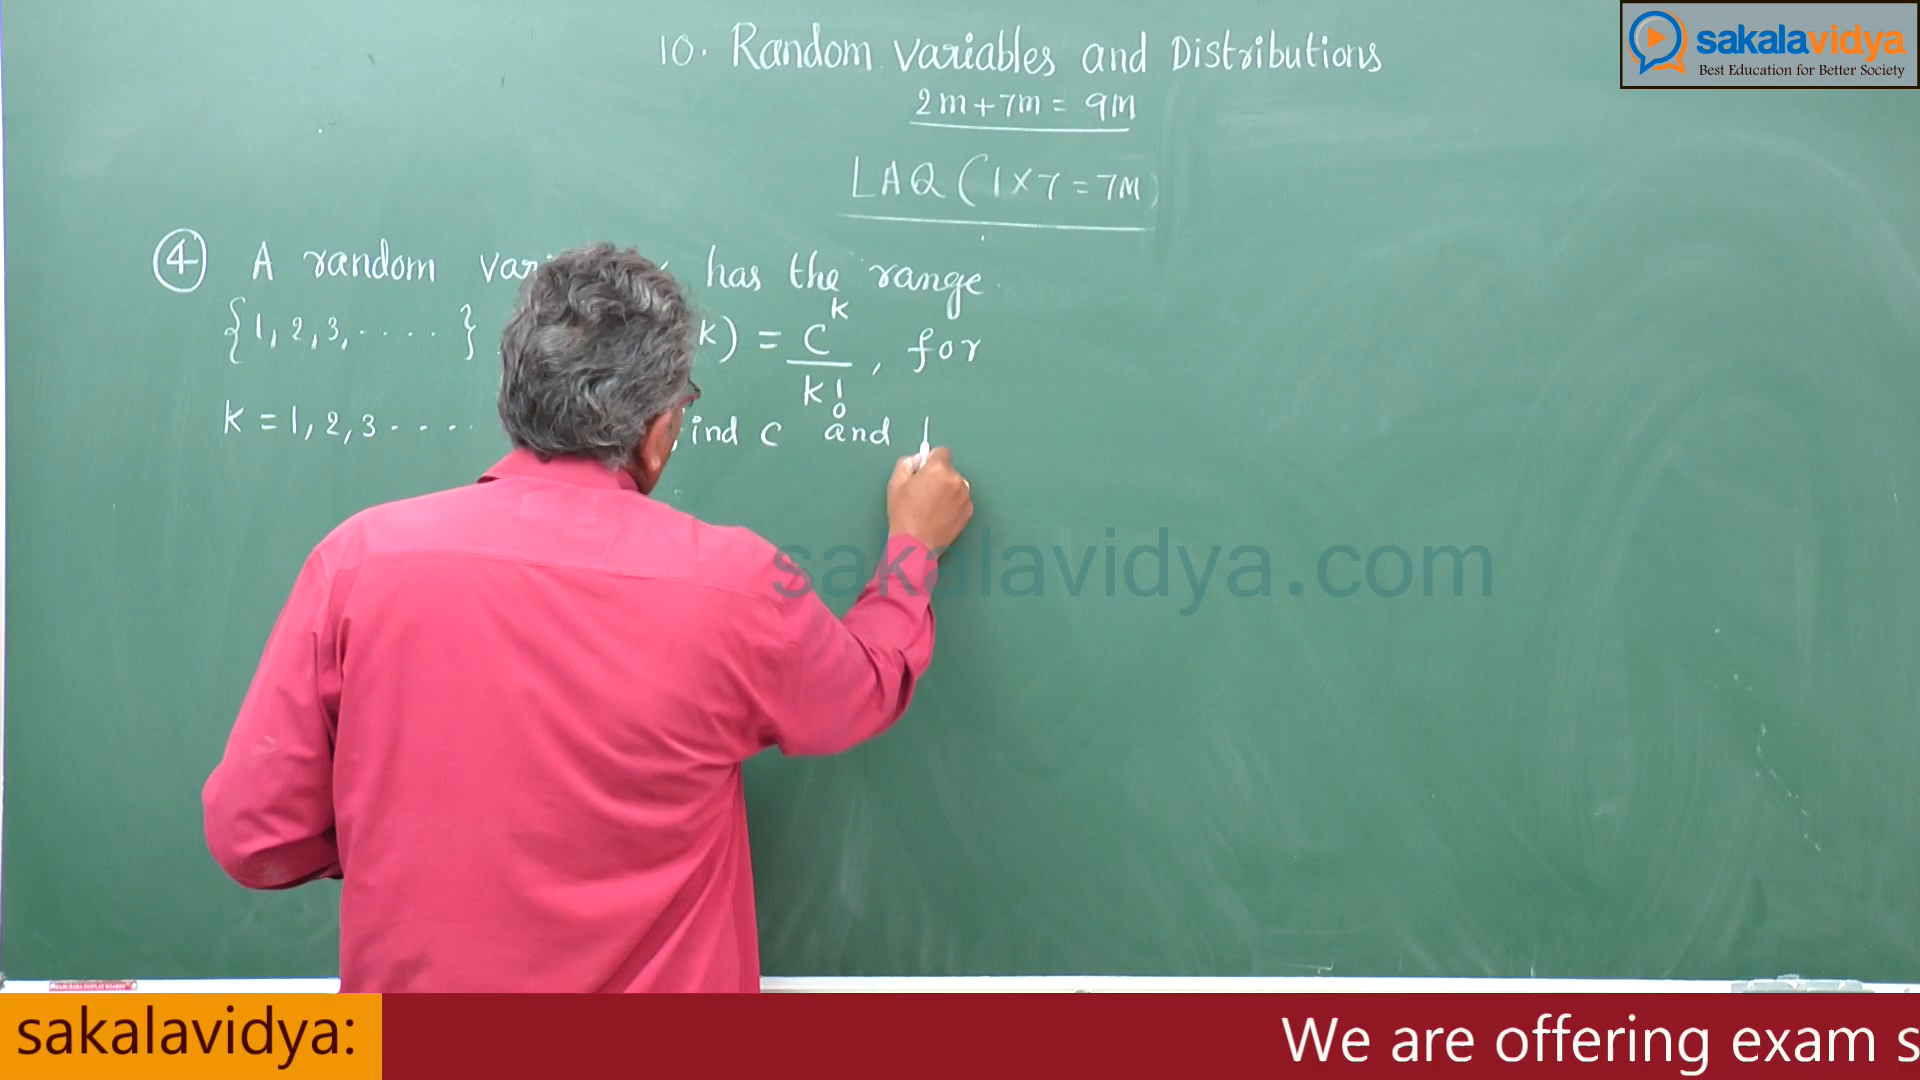 10. Random Variables and Distributions
2m + 7m = 9M
LAQ (1 × 7 = 7M)
④ A random has the range
{1, 2, 3, ....} k) = C^k / k!, for
k = 1, 2, 3 .... find c and
sakalavidya
Best Education for Better Society
sakalavidya.com
sakalavidya:
We are offering exam s